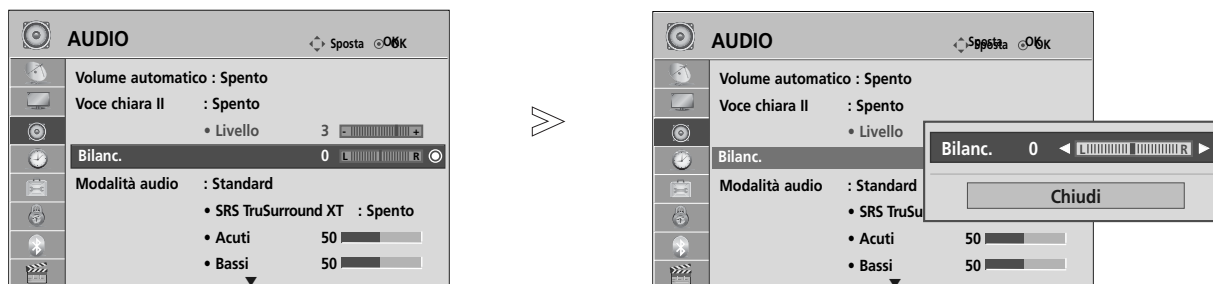 AUDIO
Sposta OK
Volume automatico : Spento
Voce chiara II : Spento
• Livello 3 - +
Bilanc. 0 L R
Modalità audio : Standard
• SRS TruSurround XT : Spento
• Acuti 50
• Bassi 50
AUDIO
Sposta OK
Volume automatico : Spento
Voce chiara II : Spento
• Livello
Bilanc.
Modalità audio : Standard
• SRS TruSu
• Acuti 50
• Bassi 50
Bilanc. 0 L R
Chiudi